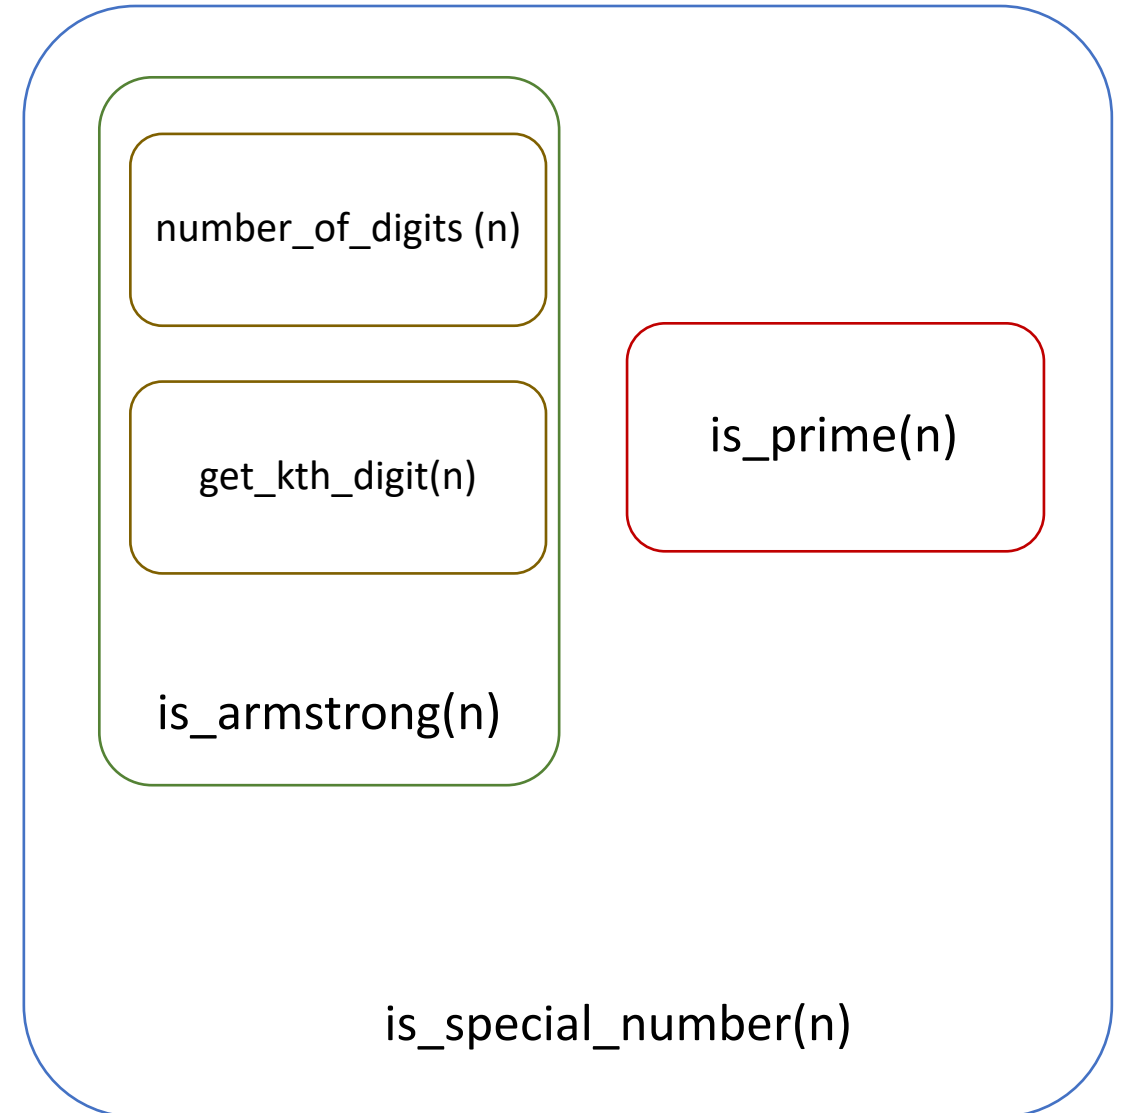 number_of_digits (n)
get_kth_digit(n)
is_prime(n)
is_armstrong(n)
is_special_number(n)